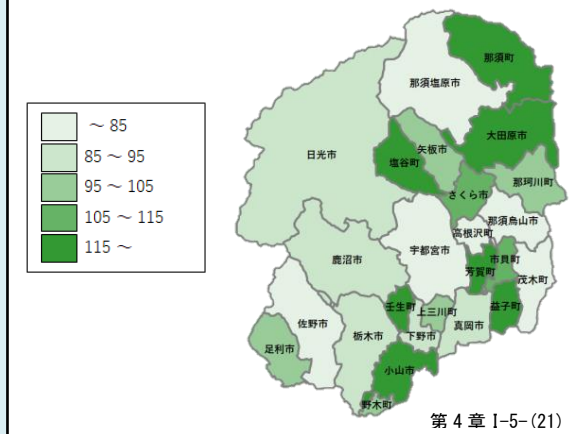 ～ 85
85 ～ 95
95 ～ 105
105 ～ 115
115 ～
那須町
那須塩原市
大田原市
矢板市
日光市
塩谷町
那珂川町
さくら市
那須烏山市
高根沢町
宇都宮市
市貝町
鹿沼市
芳賀町
茂木町
壬生町
上三川町
益子町
佐野市
真岡市
栃木市
下野市
足利市
小山市
野木町
第４章Ⅰ-5-(21)